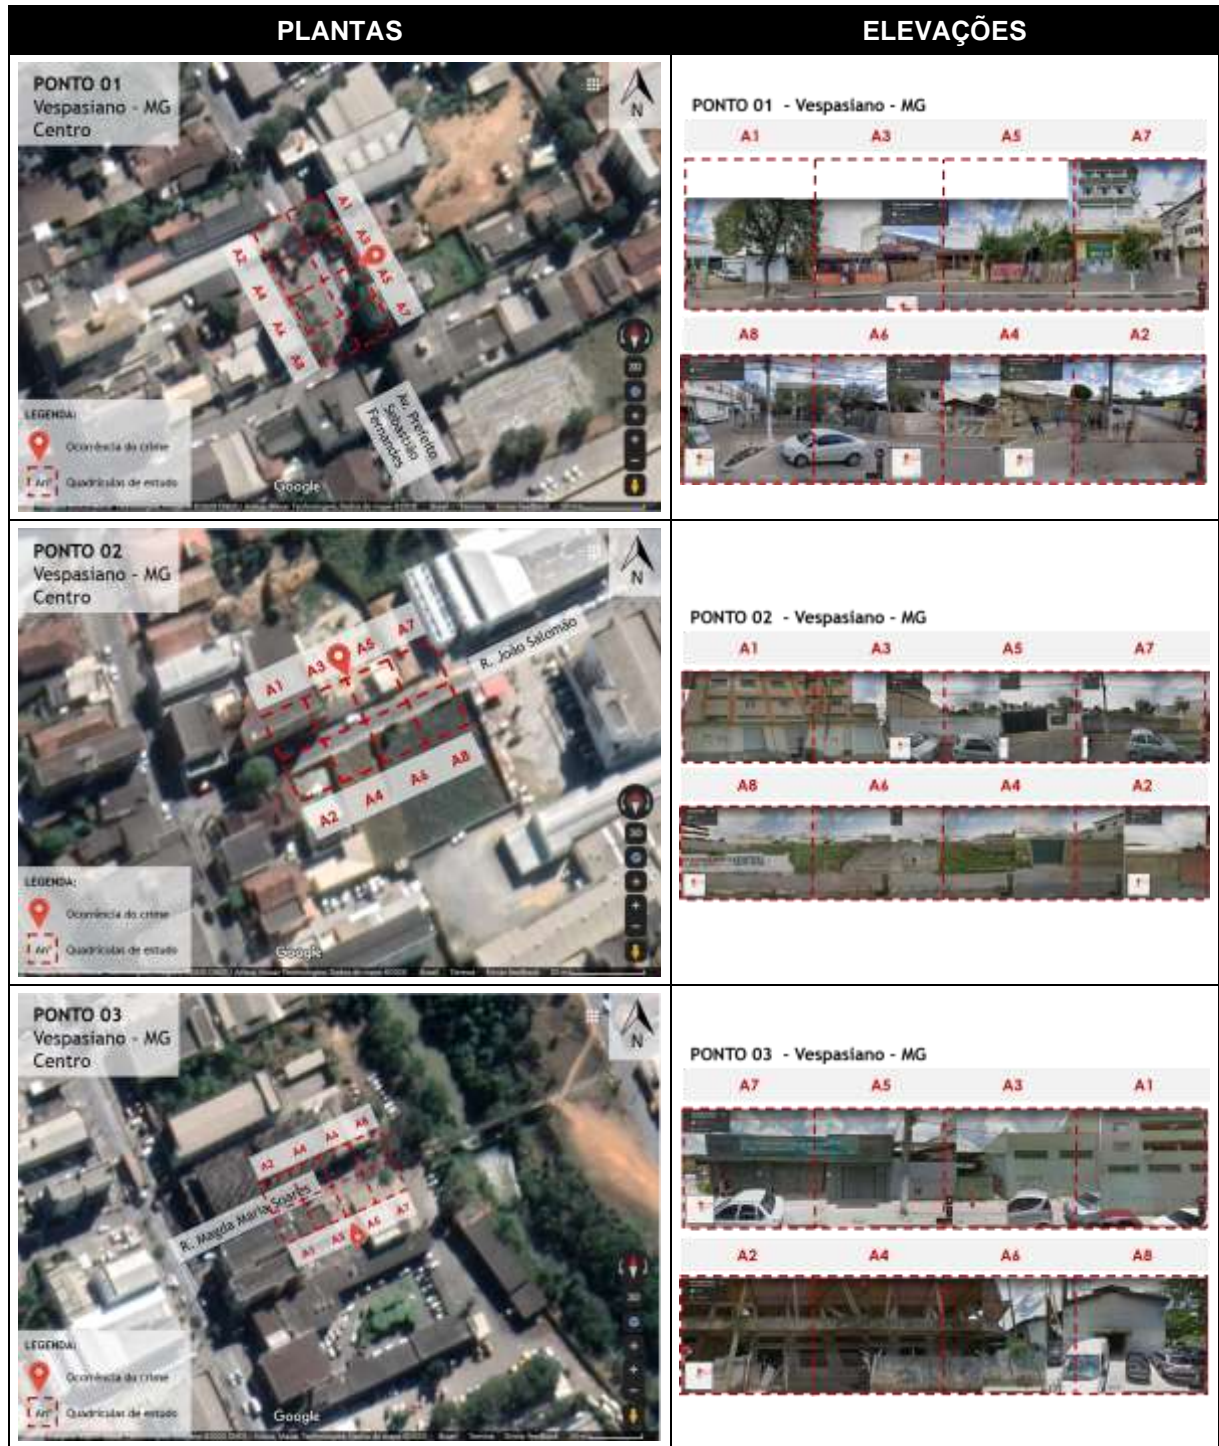 PLANTAS
ELEVAÇÕES
PONTO 01
Vespasiano - MG
Centro
N
A1
A3
A5
A7
A2
A4
A6
A8
Av. Prefeito
Sebastião
Fernandes
LEGENDA:
Ocorrência do crime
An°
Quadrículas de estudo
Google
PONTO 01 - Vespasiano - MG
A1 A3 A5 A7
A8 A6 A4 A2
PONTO 02
Vespasiano - MG
Centro
N
A1 A3 A5 A7
R. João Salomão
A2 A4 A6 A8
LEGENDA:
Ocorrência do crime
An°
Quadrículas de estudo
Google
PONTO 02 - Vespasiano - MG
A1 A3 A5 A7
A8 A6 A4 A2
PONTO 03
Vespasiano - MG
Centro
N
A2 A4 A6 A8
R. Magda Maria Soares
A1 A3 A6 A7
LEGENDA:
Ocorrência do crime
An°
Quadrículas de estudo
Google
PONTO 03 - Vespasiano - MG
A7 A5 A3 A1
A2 A4 A6 A8